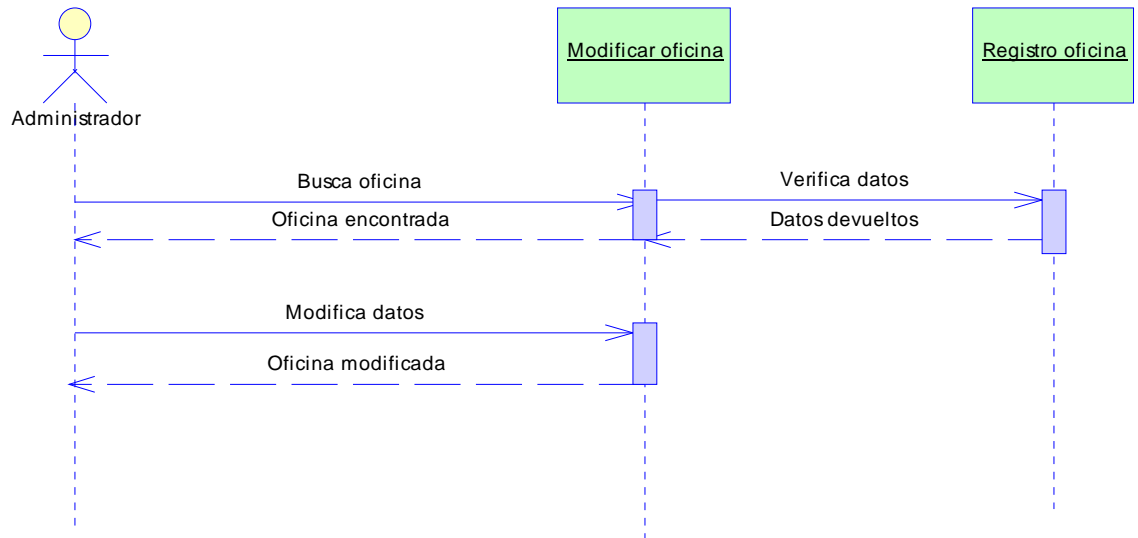 Modificar oficina
Registro oficina
Administrador
Busca oficina
Verifica datos
Oficina encontrada
Datos devueltos
Modifica datos
Oficina modificada